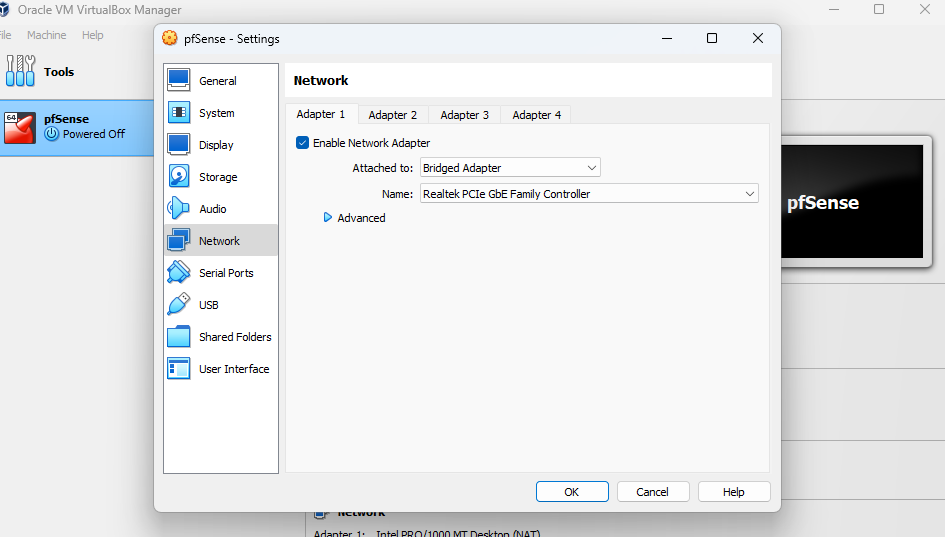 Oracle VM VirtualBox Manager
File Machine Help
Tools
64
pfSense
Powered Off
pfSense - Settings
General
System
Display
Storage
Audio
Network
Serial Ports
USB
Shared Folders
User Interface
Network
Adapter 1 Adapter 2 Adapter 3 Adapter 4
Enable Network Adapter
Attached to: Bridged Adapter
Name: Realtek PCIe GbE Family Controller
Advanced
OK Cancel Help
pfSense
Network
Adapter 1: Intel PRO/1000 MT Desktop (NAT)